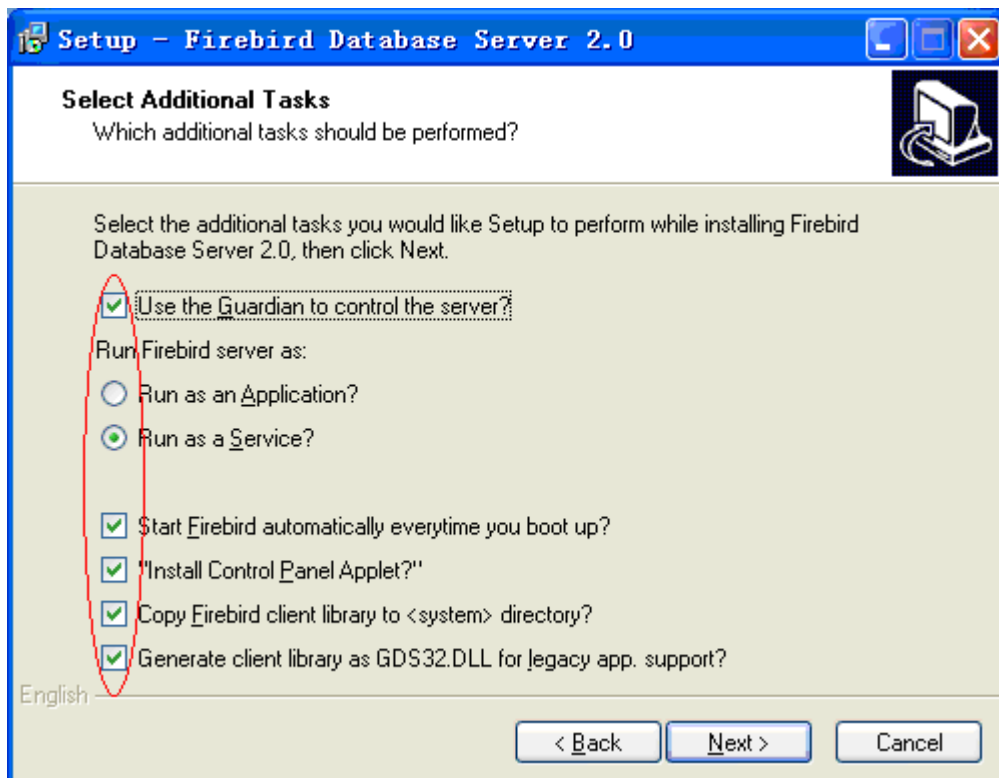 Setup - Firebird Database Server 2.0
Select Additional Tasks
Which additional tasks should be performed?
Select the additional tasks you would like Setup to perform while installing Firebird
Database Server 2.0, then click Next.
Use the Guardian to control the server?
Run Firebird server as:
Run as an Application?
Run as a Service?
Start Firebird automatically everytime you boot up?
"Install Control Panel Applet?"
Copy Firebird client library to <system> directory?
Generate client library as GDS32.DLL for legacy app. support?
English
< Back Next > Cancel